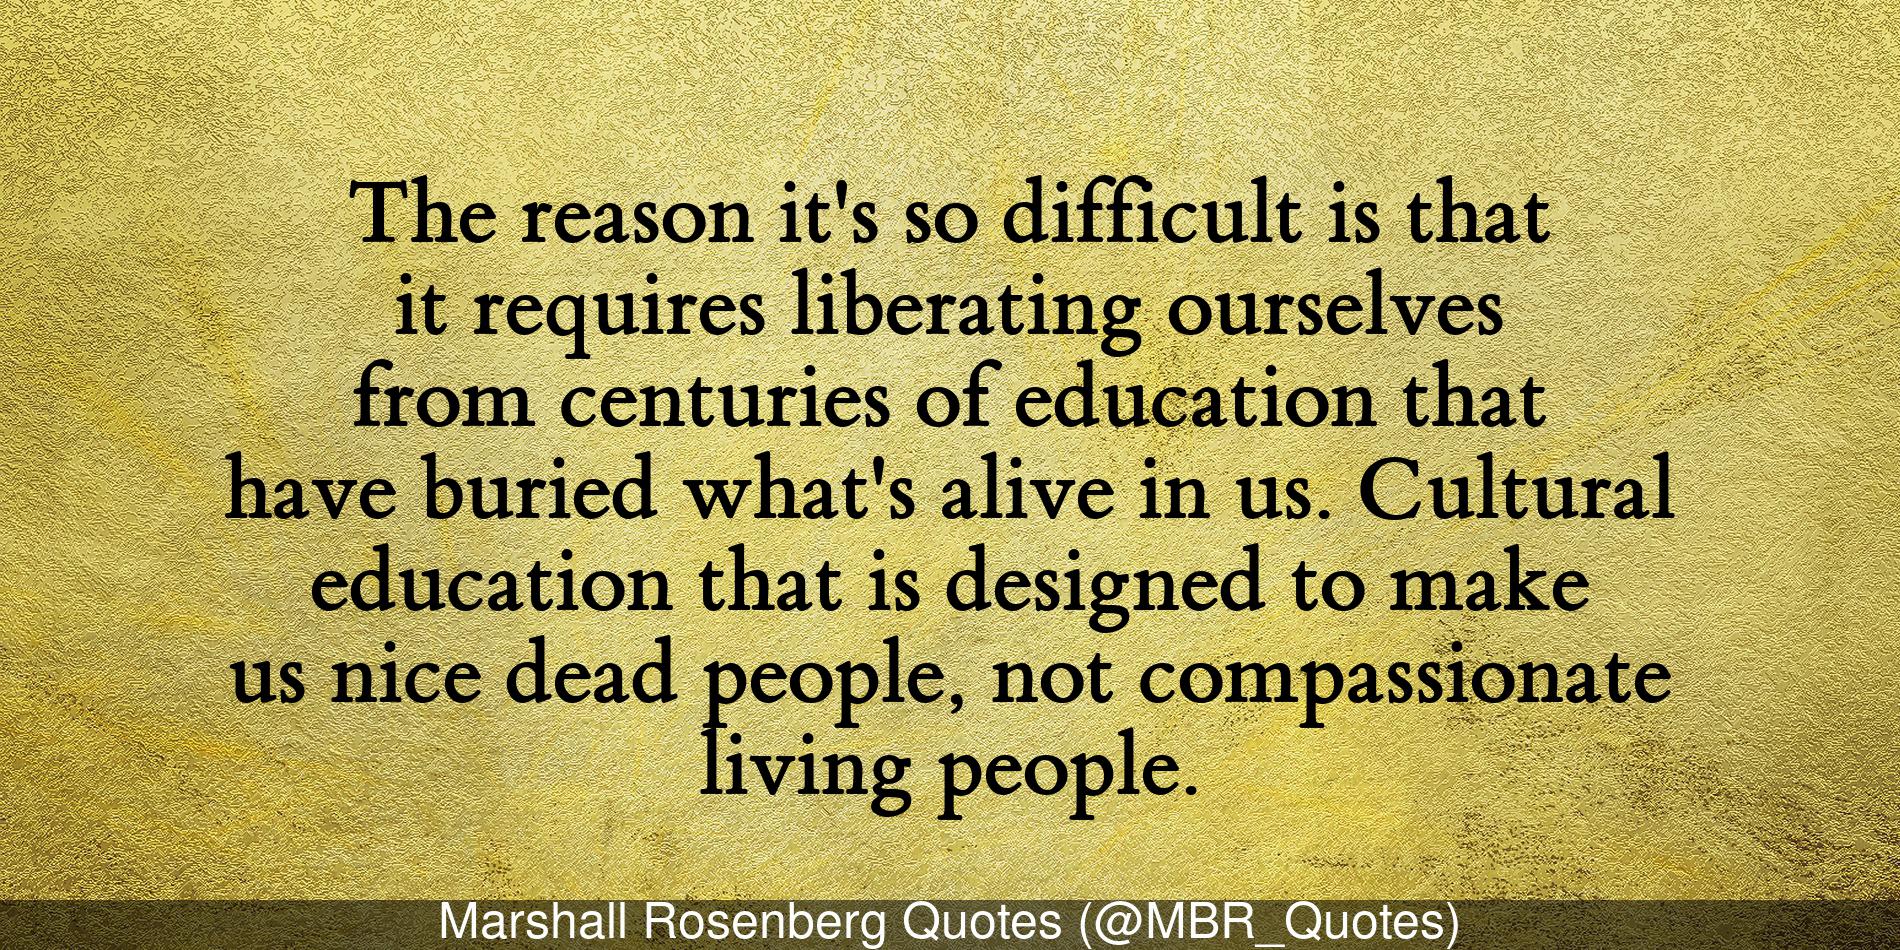 The reason it's so difficult is that
it requires liberating ourselves
from centuries of education that
have buried what's alive in us. Cultural
education that is designed to make
us nice dead people, not compassionate
living people.
Marshall Rosenberg Quotes (@MBR_Quotes)